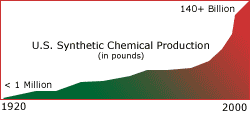 140+ Billion
U.S. Synthetic Chemical Production
(in pounds)
< 1 Million
1920 2000